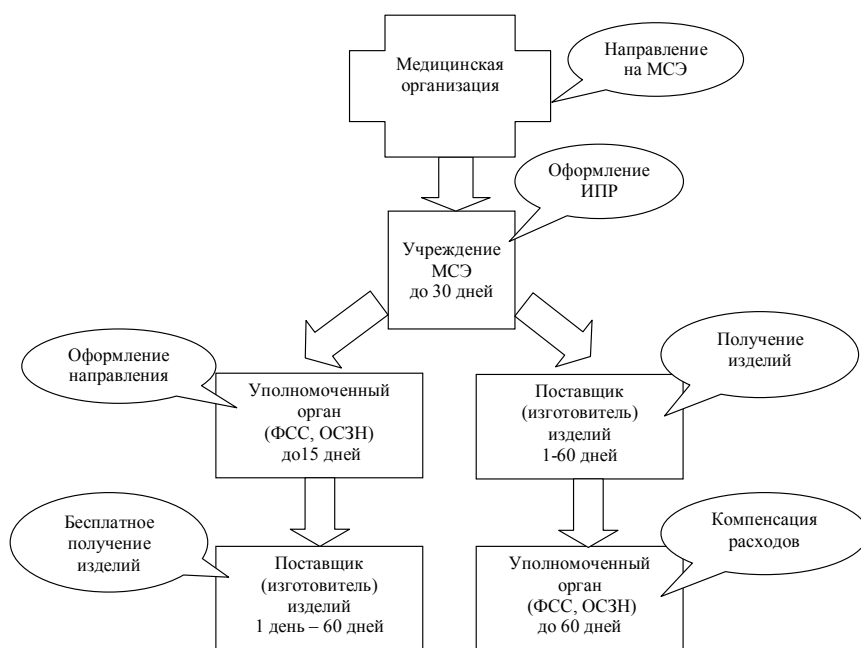 Медицинская
организация
Направление
на МСЭ
Оформление
ИПР
Учреждение
МСЭ
до 30 дней
Оформление
направления
Уполномоченный
орган
(ФСС, ОСЗН)
до15 дней
Поставщик
(изготовитель)
изделий
1-60 дней
Получение
изделий
Бесплатное
получение
изделий
Поставщик
(изготовитель)
изделий
1 день – 60 дней
Уполномоченный
орган
(ФСС, ОСЗН)
до 60 дней
Компенсация
расходов